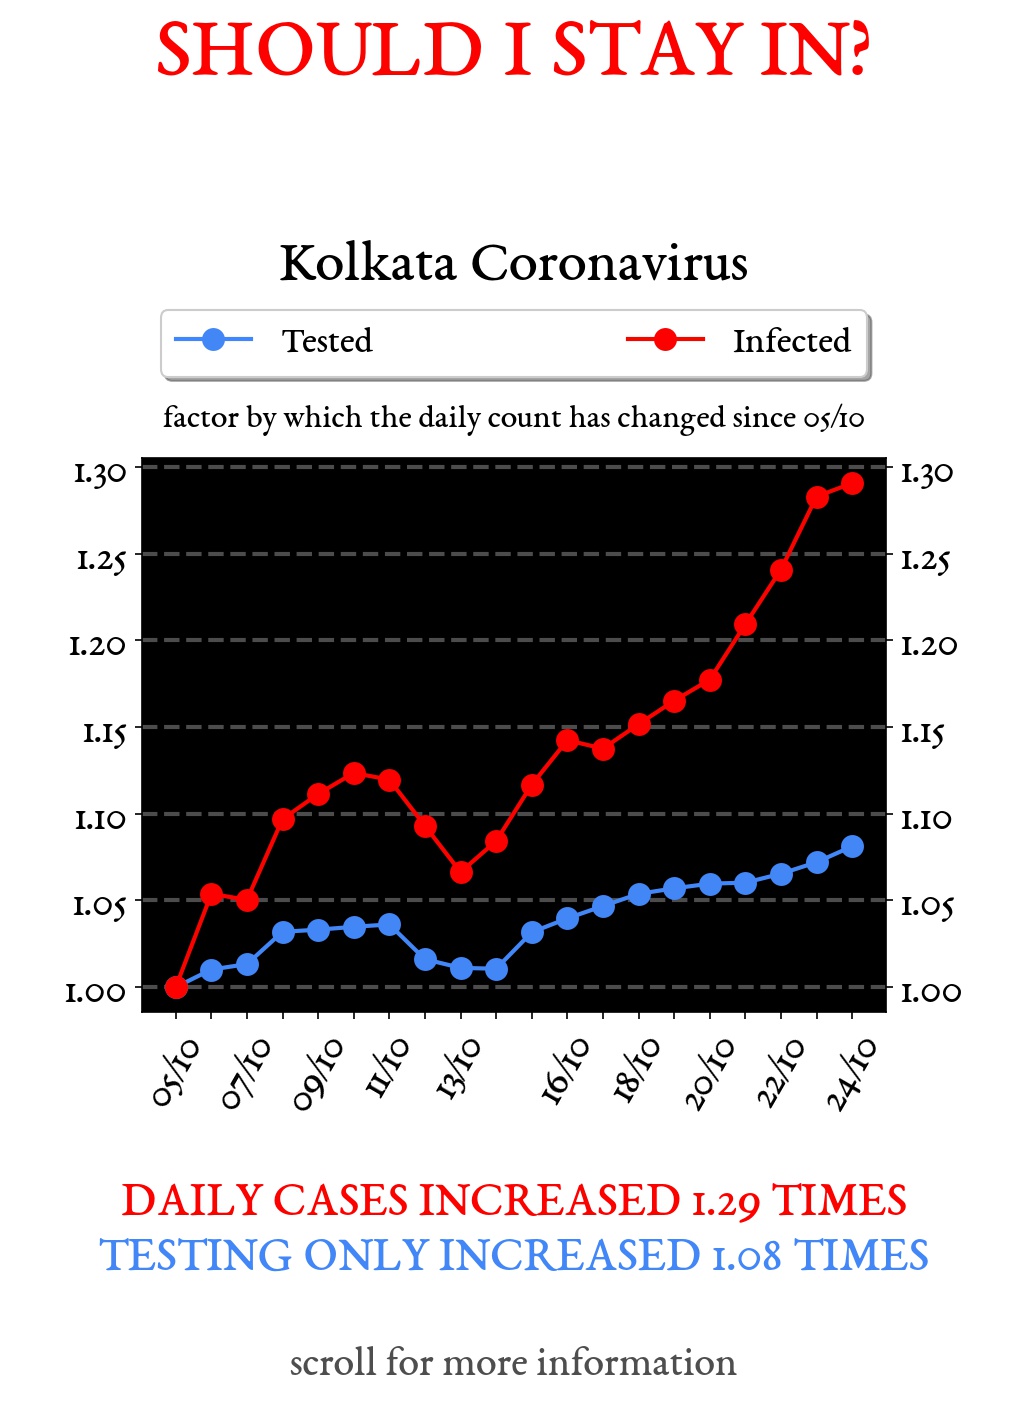 SHOULD I STAY IN?
Kolkata Coronavirus
Tested Infected
factor by which the daily count has changed since 05/10
1.30 1.30
1.25 1.25
1.20 1.20
1.15 1.15
1.10 1.10
1.05 1.05
1.00 1.00
05/10 07/10 09/10 11/10 13/10 16/10 18/10 20/10 22/10 24/10
DAILY CASES INCREASED 1.29 TIMES
TESTING ONLY INCREASED 1.08 TIMES
scroll for more information